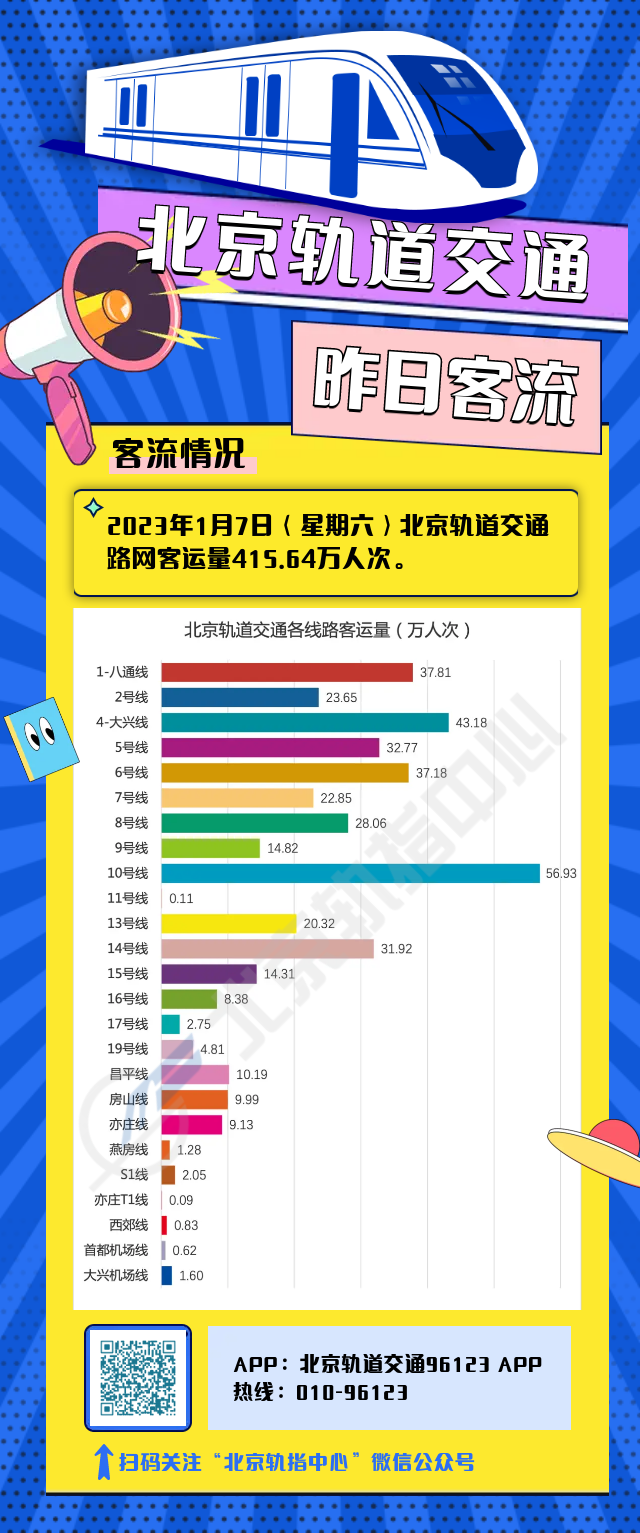 北京轨道交通
昨日客流
客流情况
2023年1月7日（星期六）北京轨道交通
路网客运量415.64万人次。
北京轨道交通各线路客运量（万人次）
1-八通线 37.81
2号线 23.65
4-大兴线 43.18
5号线 32.77
6号线 37.18
7号线 22.85
8号线 28.06
9号线 14.82
10号线 56.93
11号线 0.11
13号线 20.32
14号线 31.92
15号线 14.31
16号线 8.38
17号线 2.75
19号线 4.81
昌平线 10.19
房山线 9.99
亦庄线 9.13
燕房线 1.28
S1线 2.05
亦庄T1线 0.09
西郊线 0.83
首都机场线 0.62
大兴机场线 1.60
北京轨指中心
APP：北京轨道交通96123 APP
热线：010-96123
扫码关注“北京轨指中心”微信公众号